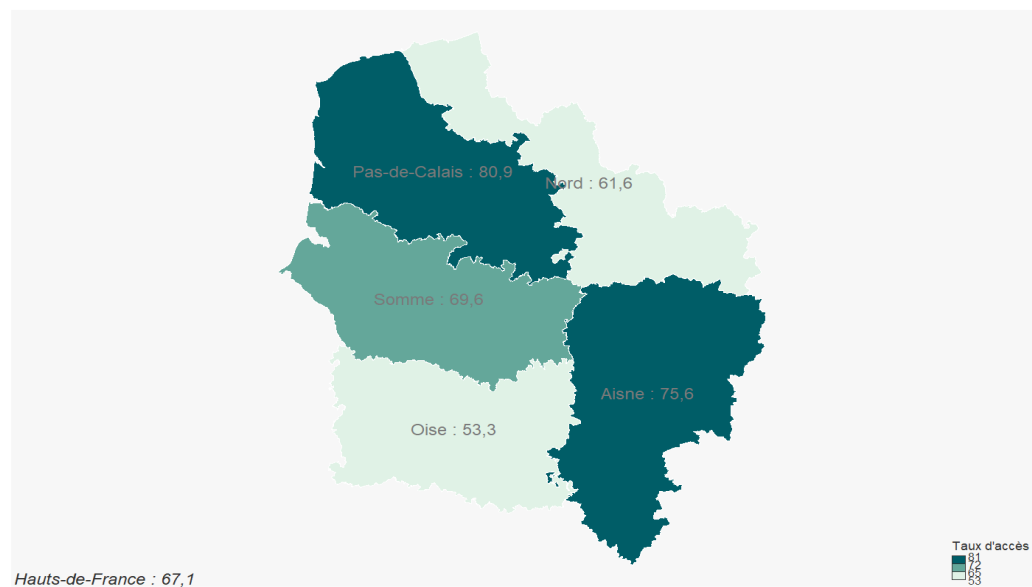 Pas-de-Calais : 80,9
Nord : 61,6
Somme : 69,6
Aisne : 75,6
Oise : 53,3
Taux d'accès
81
72
65
53
Hauts-de-France : 67,1